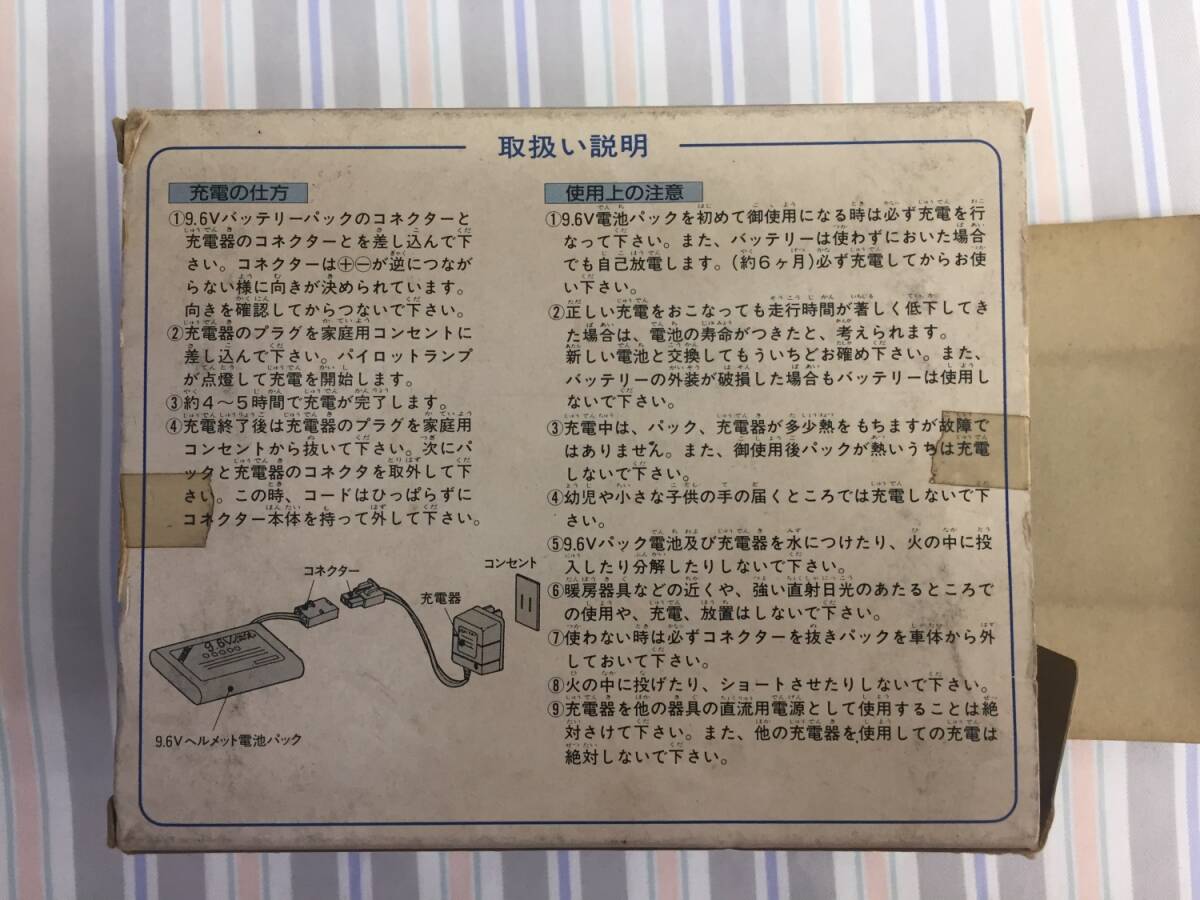 取扱い説明
充電の仕方
①9.6Vバッテリーパックのコネクターと
充電器のコネクターとを差し込んで下
さい。コネクターは⊕⊖が逆につなが
らない様に向きが決められています。
向きを確認してからつないで下さい。
②充電器のプラグを家庭用コンセントに
差し込んで下さい。パイロットランプ
が点燈して充電を開始します。
③約4～5時間で充電が完了します。
④充電終了後は充電器のプラグを家庭用
コンセントから抜いて下さい。次にパ
ックと充電器のコネクタを取外して下
さい。この時、コードはひっぱらずに
コネクター本体を持って外して下さい。
コネクター
充電器
コンセント
9.6V
9.6Vヘルメット電池パック
使用上の注意
①9.6V電池パックを初めて御使用になる時は必ず充電を行
なって下さい。また、バッテリーは使わずにおいた場合
でも自己放電します。(約6ヶ月)必ず充電してからお使
い下さい。
②正しい充電をおこなっても走行時間が著しく低下してき
た場合は、電池の寿命がつきたと、考えられます。
新しい電池と交換してもういちどお確め下さい。また、
バッテリーの外装が破損した場合もバッテリーは使用し
ないで下さい。
③充電中は、パック、充電器が多少熱をもちますが故障で
はありません。また、御使用後パックが熱いうちは充電
しないで下さい。
④幼児や小さな子供の手の届くところでは充電しないで下
さい。
⑤9.6Vパック電池及び充電器を水につけたり、火の中に投
入したり分解したりしないで下さい。
⑥暖房器具などの近くや、強い直射日光のあたるところで
の使用や、充電、放置はしないで下さい。
⑦使わない時は必ずコネクターを抜きパックを車体から外
しておいて下さい。
⑧火の中に投げたり、ショートさせたりしないで下さい。
⑨充電器を他の器具の直流用電源として使用することは絶
対さけて下さい。また、他の充電器を使用しての充電は
絶対しないで下さい。